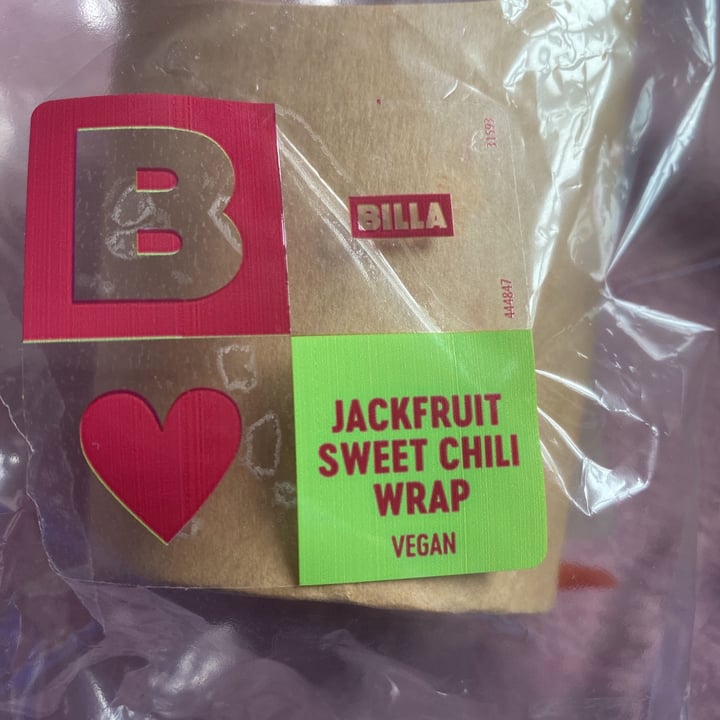 B
BILLA
31593
444847
JACKFRUIT
SWEET CHILI
WRAP
VEGAN